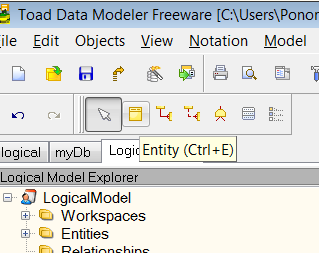 Toad Data Modeler Freeware [C:\Users\Ponor
ile Edit Objects View Notation Model
ological myDb Logic
Entity (Ctrl+E)
Logical Model Explorer
LogicalModel
Workspaces
Entities
Relationships